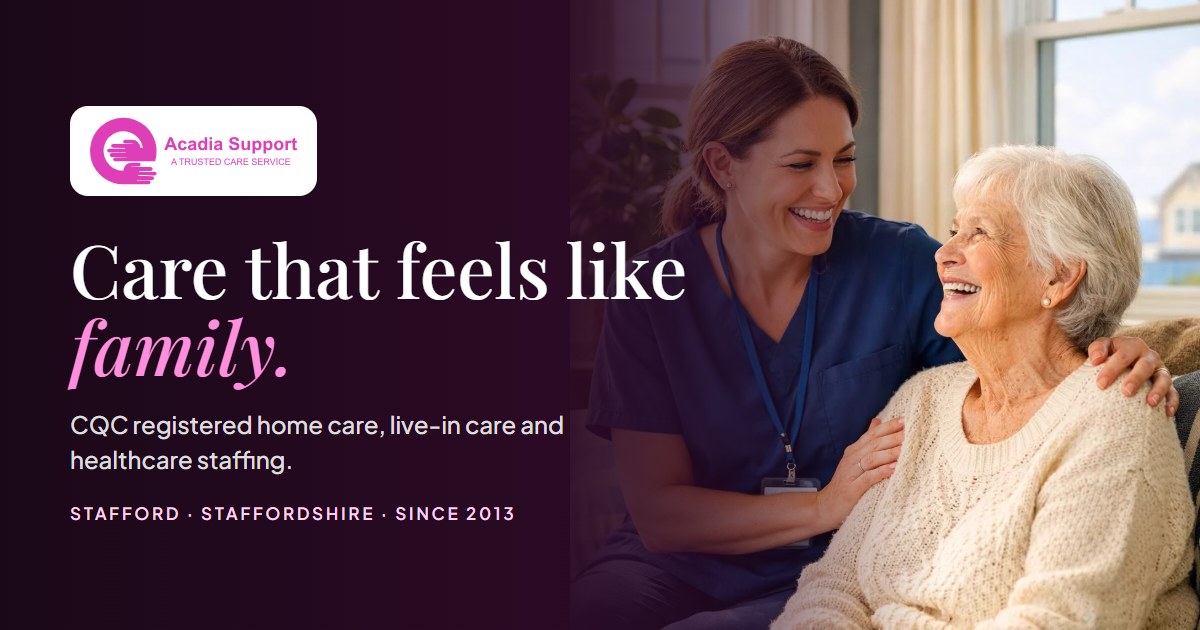 Acadia Support
A TRUSTED CARE SERVICE
Care that feels like
family.
CQC registered home care, live-in care and
healthcare staffing.
STAFFORD · STAFFORDSHIRE · SINCE 2013